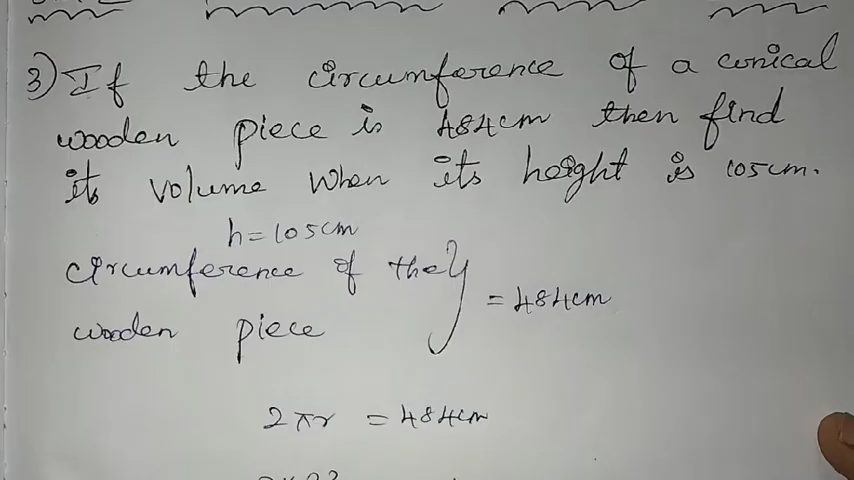 3) If the circumference of a conical
wooden piece is 484cm then find
its volume when its height is 105cm.
h = 105cm
circumference of the
wooden piece } = 484cm
2πr = 484cm